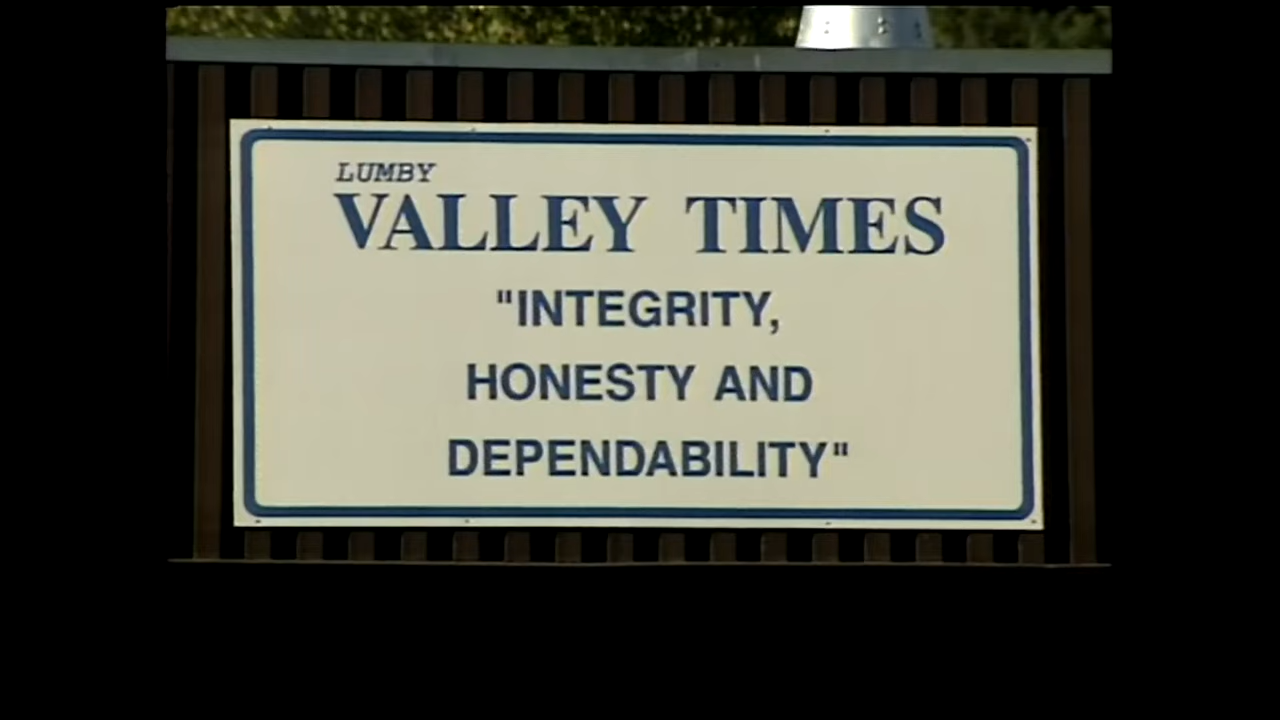 LUMBY
VALLEY TIMES
"INTEGRITY,
HONESTY AND
DEPENDABILITY"